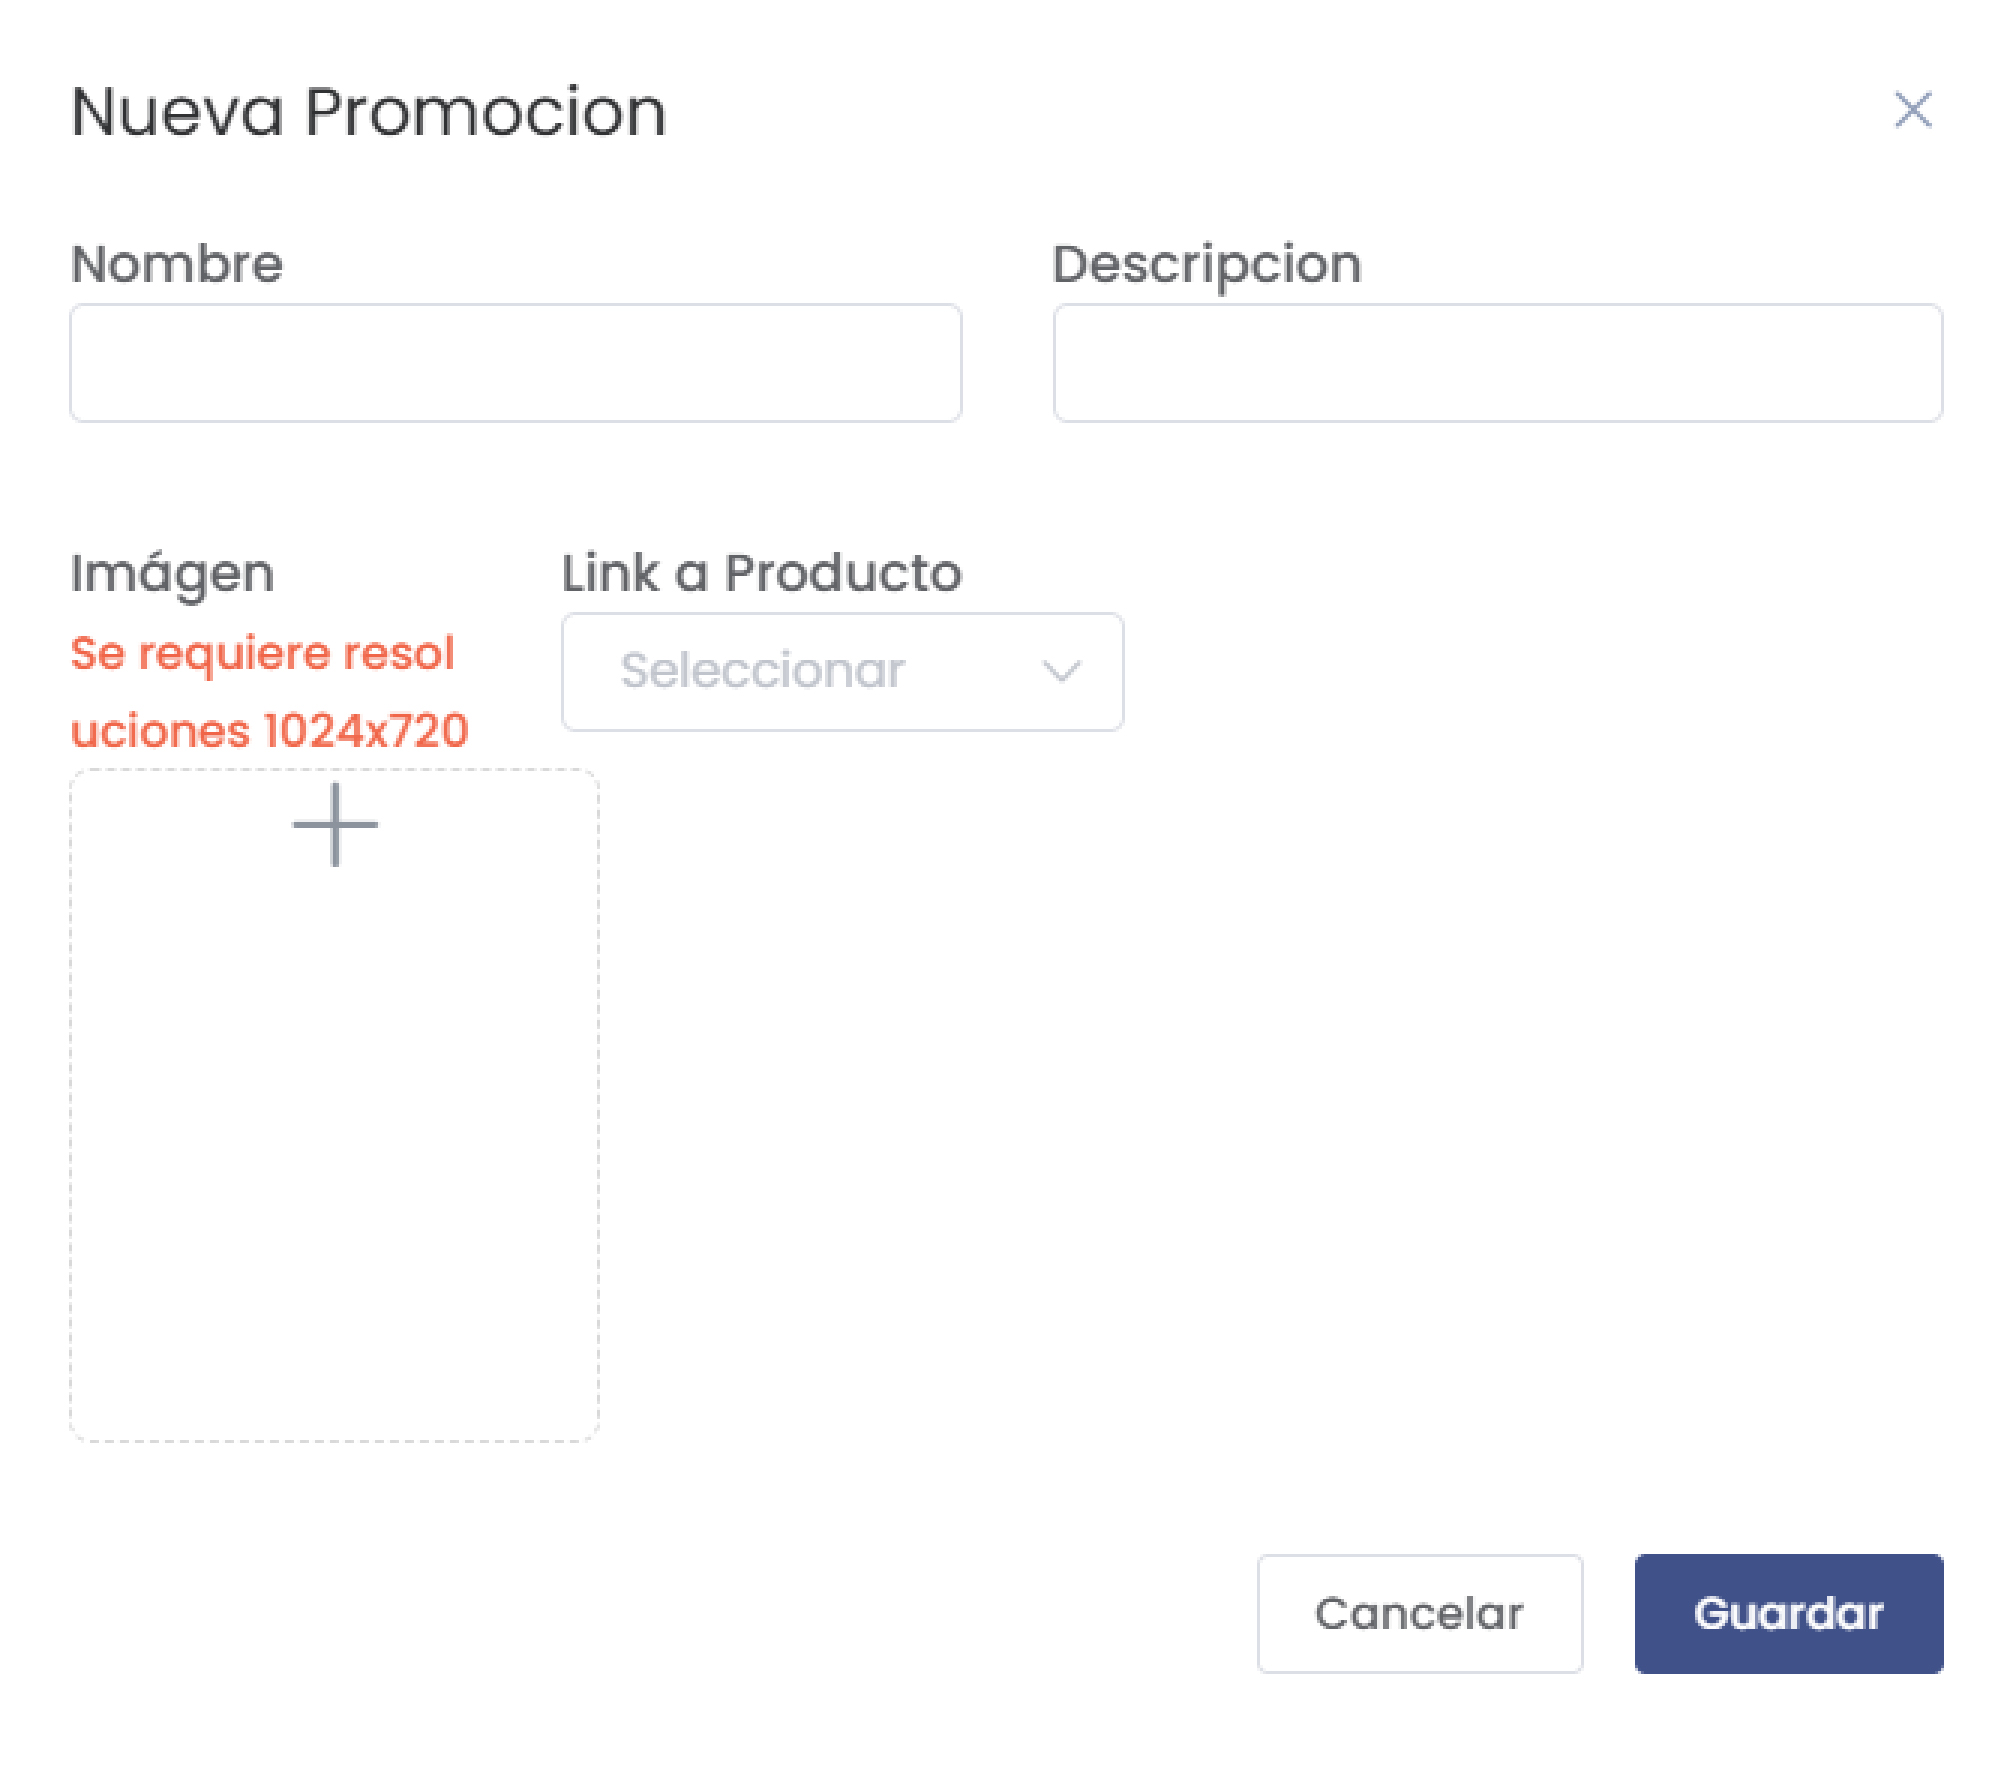 Nueva Promocion
Nombre
Descripcion
Imágen
Link a Producto
Se requiere resol
uciones 1024x720
Seleccionar
Cancelar
Guardar